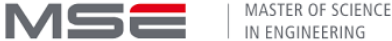 MSE
MASTER OF SCIENCE
IN ENGINEERING